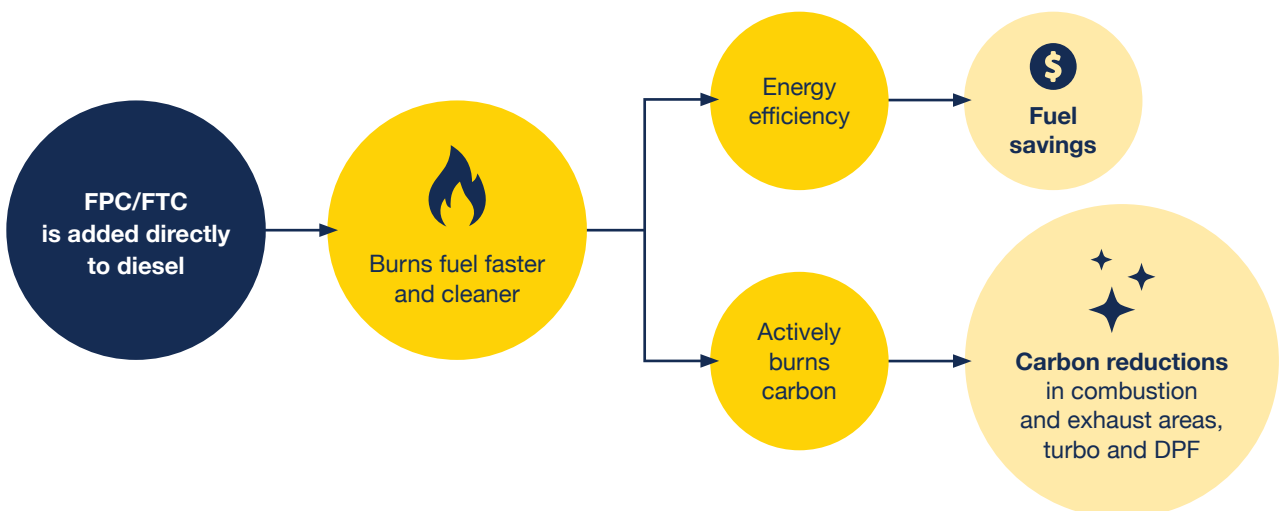 FPC/FTC
is added directly
to diesel
Burns fuel faster
and cleaner
Energy
efficiency
$
Fuel
savings
Actively
burns
carbon
Carbon reductions
in combustion
and exhaust areas,
turbo and DPF